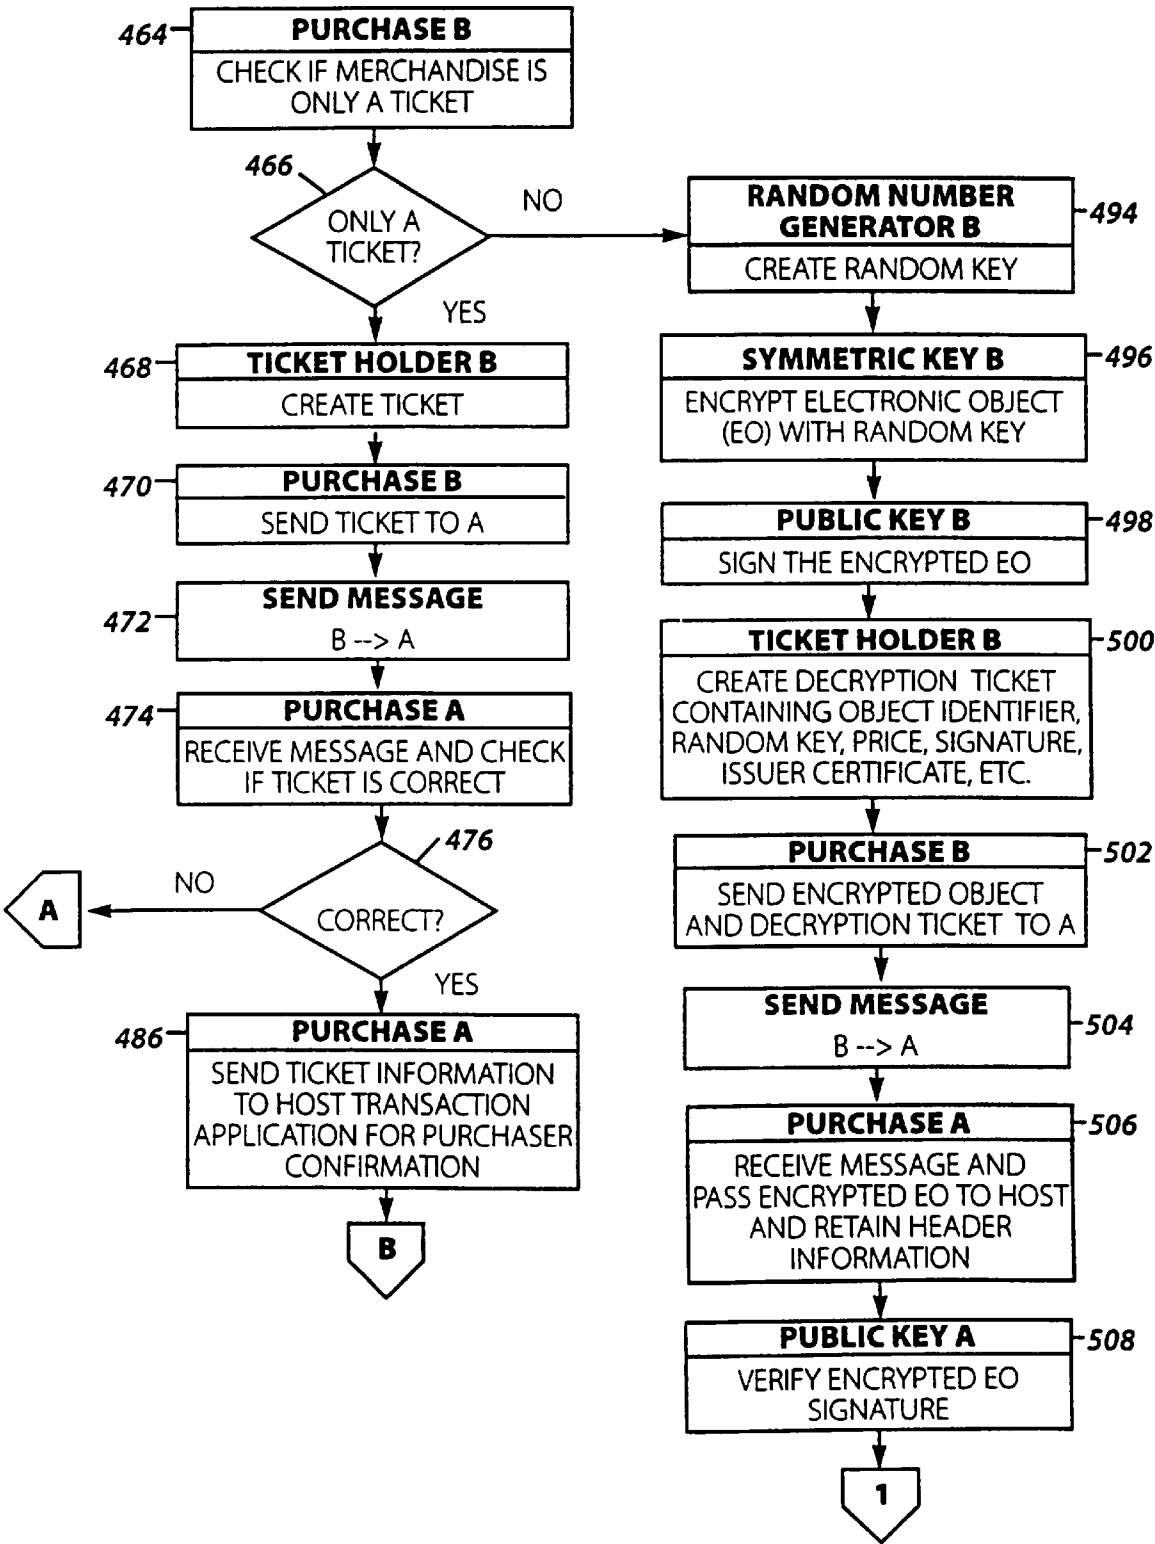 464
PURCHASE B
CHECK IF MERCHANDISE IS
ONLY A TICKET
466
ONLY A
TICKET?
NO
YES
468
TICKET HOLDER B
CREATE TICKET
470
PURCHASE B
SEND TICKET TO A
472
SEND MESSAGE
B --> A
474
PURCHASE A
RECEIVE MESSAGE AND CHECK
IF TICKET IS CORRECT
476
CORRECT?
NO
A
YES
486
PURCHASE A
SEND TICKET INFORMATION
TO HOST TRANSACTION
APPLICATION FOR PURCHASER
CONFIRMATION
B
RANDOM NUMBER
GENERATOR B
494
CREATE RANDOM KEY
SYMMETRIC KEY B
496
ENCRYPT ELECTRONIC OBJECT
(EO) WITH RANDOM KEY
PUBLIC KEY B
498
SIGN THE ENCRYPTED EO
TICKET HOLDER B
500
CREATE DECRYPTION TICKET
CONTAINING OBJECT IDENTIFIER,
RANDOM KEY, PRICE, SIGNATURE,
ISSUER CERTIFICATE, ETC.
PURCHASE B
502
SEND ENCRYPTED OBJECT
AND DECRYPTION TICKET TO A
SEND MESSAGE
504
B --> A
PURCHASE A
506
RECEIVE MESSAGE AND
PASS ENCRYPTED EO TO HOST
AND RETAIN HEADER
INFORMATION
PUBLIC KEY A
508
VERIFY ENCRYPTED EO
SIGNATURE
1